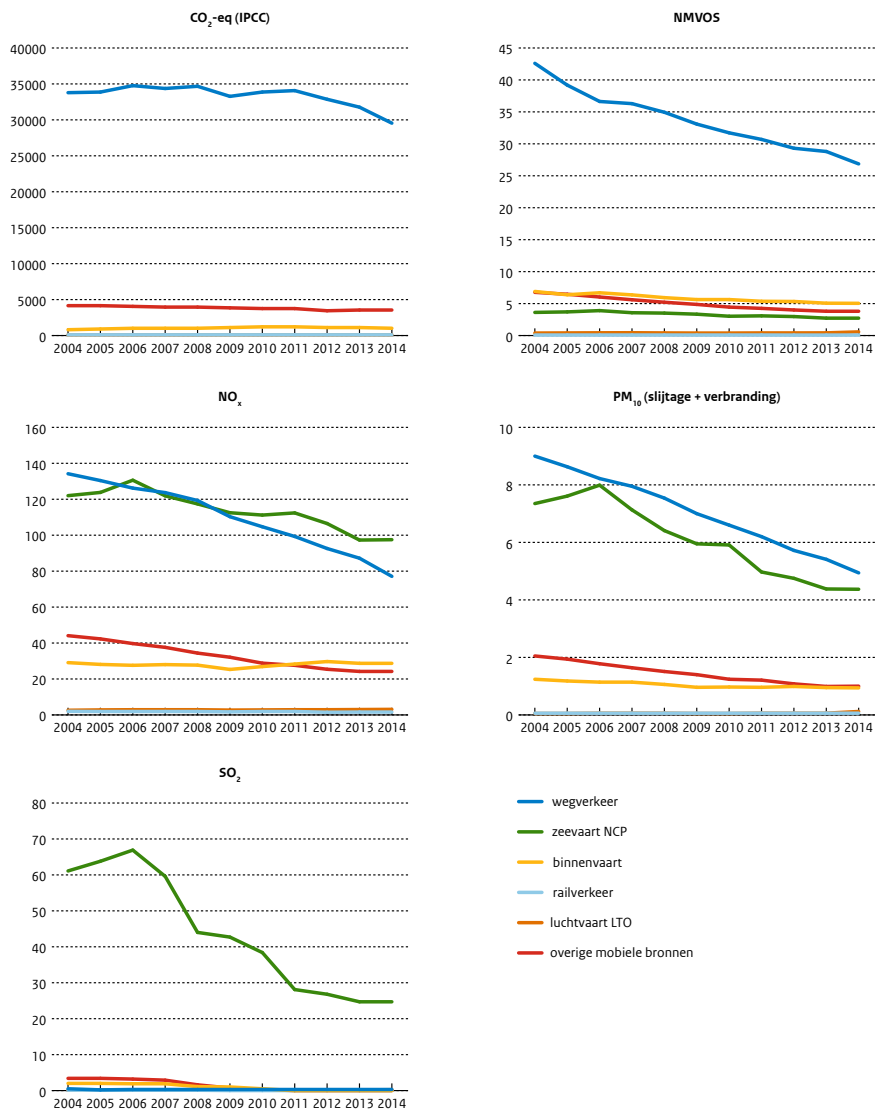 CO2-eq (IPCC)
40000
35000
30000
25000
20000
15000
10000
5000
0
2004 2005 2006 2007 2008 2009 2010 2011 2012 2013 2014
NMVOS
45
40
35
30
25
20
15
10
5
0
2004 2005 2006 2007 2008 2009 2010 2011 2012 2013 2014
NOx
160
140
120
100
80
60
40
20
0
2004 2005 2006 2007 2008 2009 2010 2011 2012 2013 2014
PM10 (slijtage + verbranding)
10
8
6
4
2
0
2004 2005 2006 2007 2008 2009 2010 2011 2012 2013 2014
SO2
80
70
60
50
40
30
20
10
0
2004 2005 2006 2007 2008 2009 2010 2011 2012 2013 2014
wegverkeer
zeevaart NCP
binnenvaart
railverkeer
luchtvaart LTO
overige mobiele bronnen